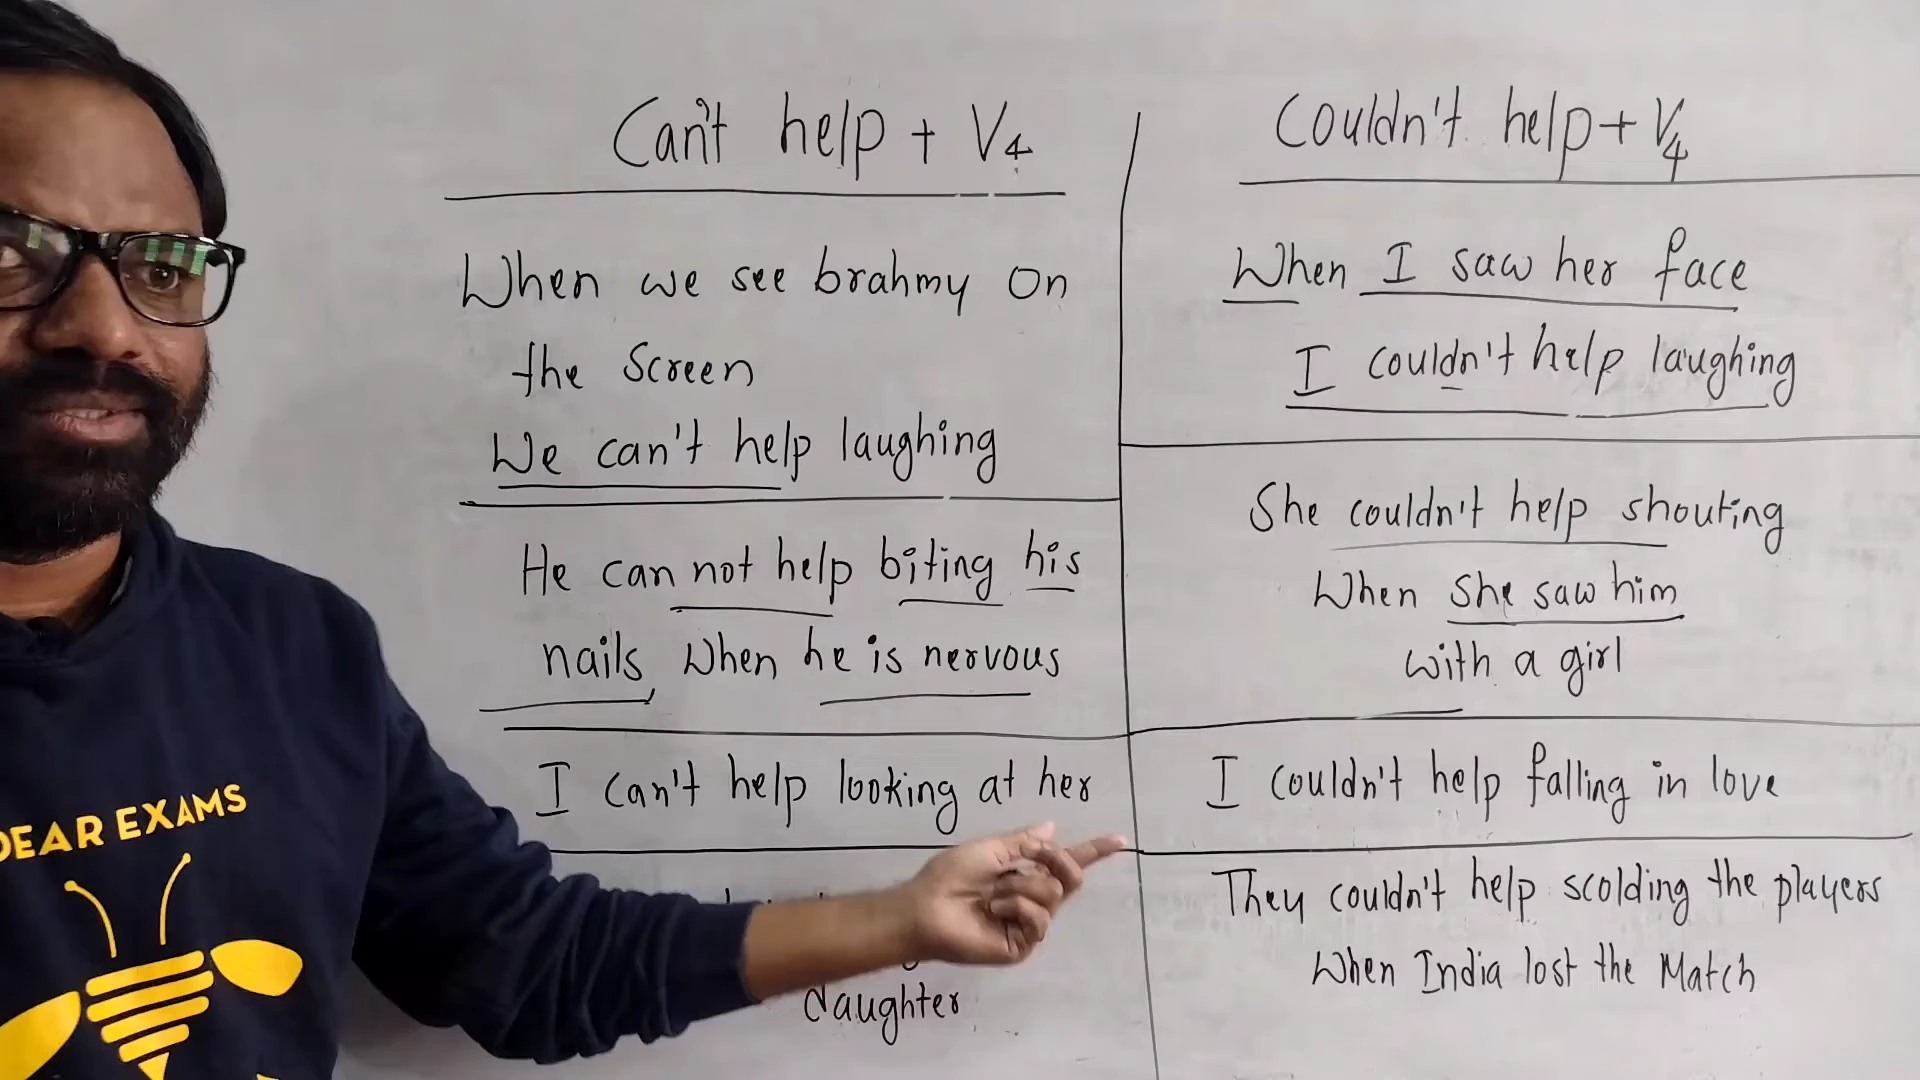 Can't help + V4
When we see brahmy On
the Screen
We can't help laughing
He can not help biting his
nails, When he is nervous
I can't help looking at her
daughter
Couldn't help + V4
When I saw her face
I couldn't help laughing
She couldn't help shouting
When she saw him
with a girl
I couldn't help falling in love
They couldn't help scolding the players
When India lost the Match
DEAR EXAMS